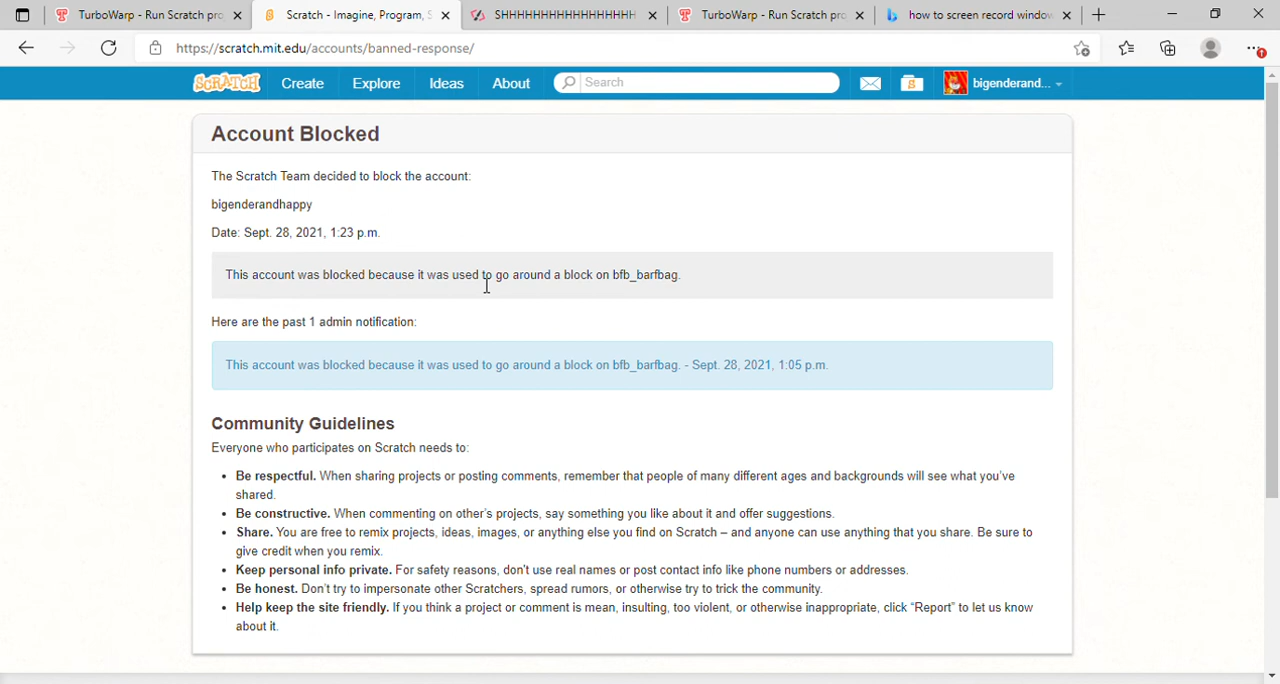 TurboWarp - Run Scratch pro
Scratch - Imagine, Program, S
SHHHHHHHHHHHHHHHH
TurboWarp - Run Scratch pro
how to screen record window
https://scratch.mit.edu/accounts/banned-response/
SCRATCH Create Explore Ideas About Search bigenderand...
Account Blocked
The Scratch Team decided to block the account:
bigenderandhappy
Date: Sept. 28, 2021, 1:23 p.m.
This account was blocked because it was used to go around a block on bfb_barfbag.
Here are the past 1 admin notification:
This account was blocked because it was used to go around a block on bfb_barfbag. - Sept. 28, 2021, 1:05 p.m.
Community Guidelines
Everyone who participates on Scratch needs to:
• Be respectful. When sharing projects or posting comments, remember that people of many different ages and backgrounds will see what you've
shared.
• Be constructive. When commenting on other's projects, say something you like about it and offer suggestions.
• Share. You are free to remix projects, ideas, images, or anything else you find on Scratch – and anyone can use anything that you share. Be sure to
give credit when you remix.
• Keep personal info private. For safety reasons, don't use real names or post contact info like phone numbers or addresses.
• Be honest. Don't try to impersonate other Scratchers, spread rumors, or otherwise try to trick the community.
• Help keep the site friendly. If you think a project or comment is mean, insulting, too violent, or otherwise inappropriate, click “Report” to let us know
about it.